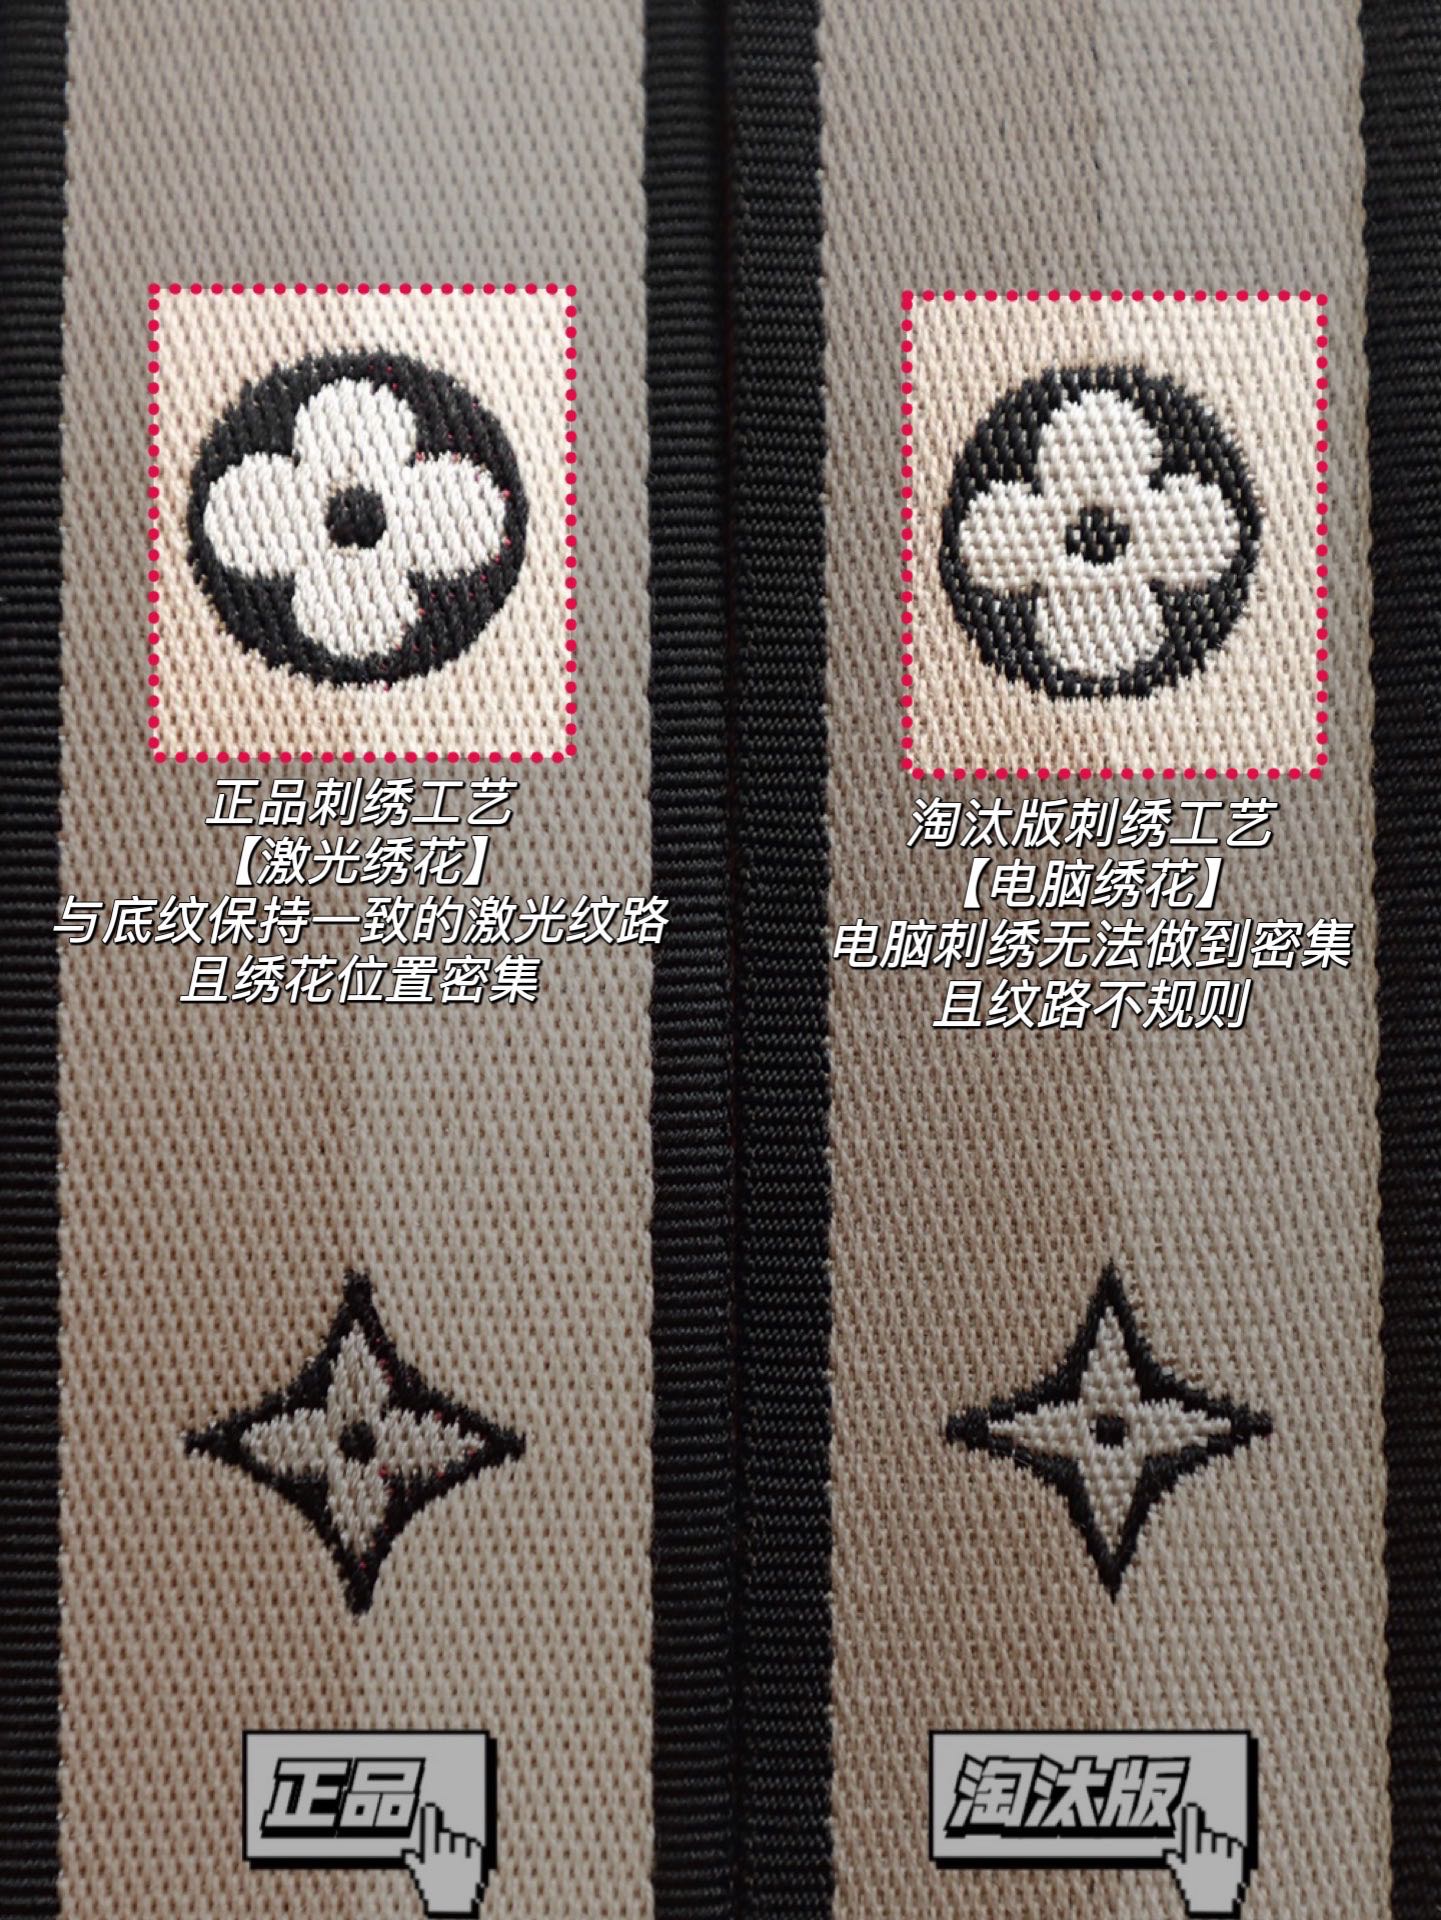 正品刺绣工艺
【激光绣花】
与底纹保持一致的激光纹路
且绣花位置密集
淘汰版刺绣工艺
【电脑绣花】
电脑刺绣无法做到密集
且纹路不规则
正品
淘汰版